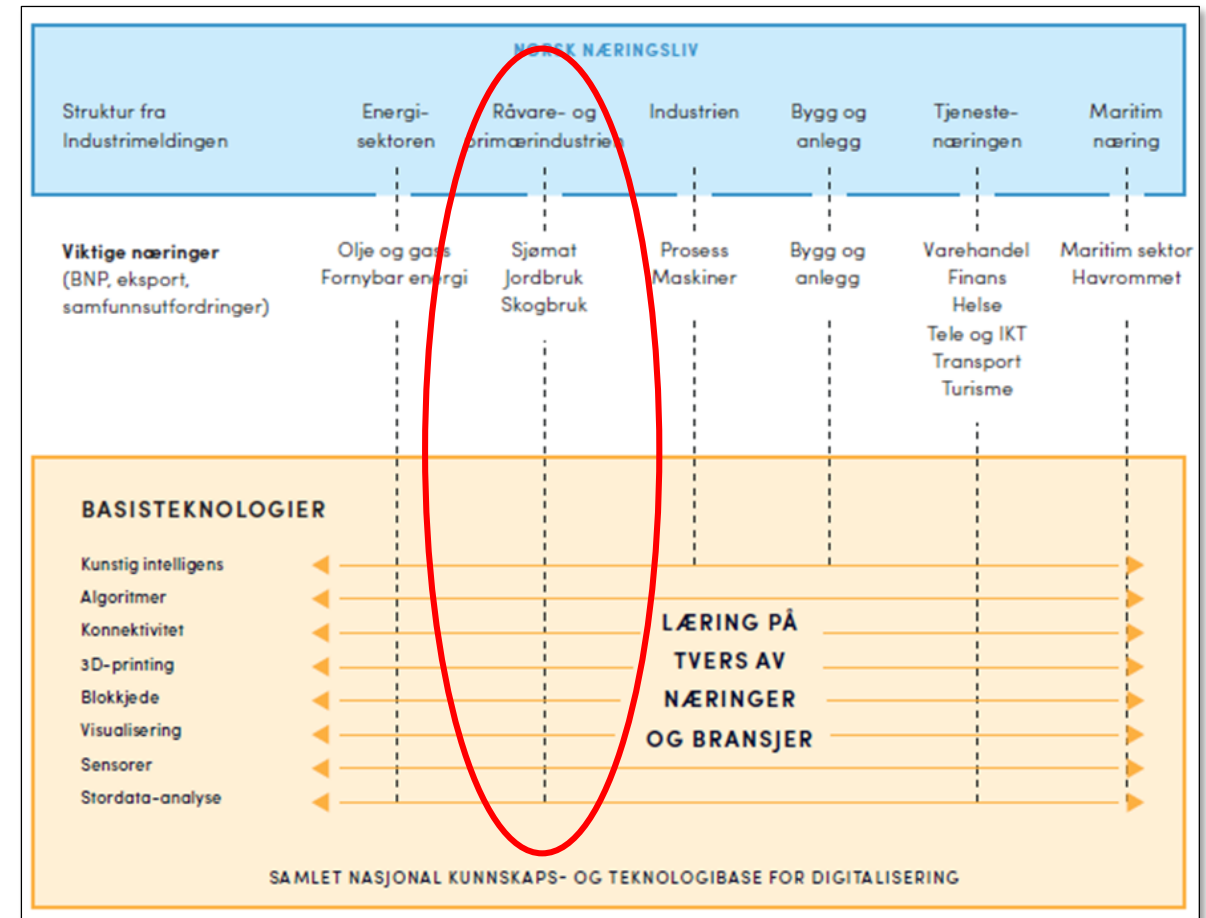 NORSK NÆRINGSLIV
Struktur fra
Industrimeldingen
Energi-
sektoren
Råvare- og
primærindustrien
Industrien
Bygg og
anlegg
Tjeneste-
næringen
Maritim
næring
Viktige næringer
(BNP, eksport,
samfunnsutfordringer)
Olje og gass
Fornybar energi
Sjømat
Jordbruk
Skogbruk
Prosess
Maskiner
Bygg og
anlegg
Varehandel
Finans
Helse
Tele og IKT
Transport
Turisme
Maritim sektor
Havrommet
BASISTEKNOLOGIER
Kunstig intelligens
Algoritmer
Konnektivitet
3D-printing
Blokkjede
Visualisering
Sensorer
Stordata-analyse
LÆRING PÅ
TVERS AV
NÆRINGER
OG BRANSJER
SAMLET NASJONAL KUNNSKAPS- OG TEKNOLOGIBASE FOR DIGITALISERING